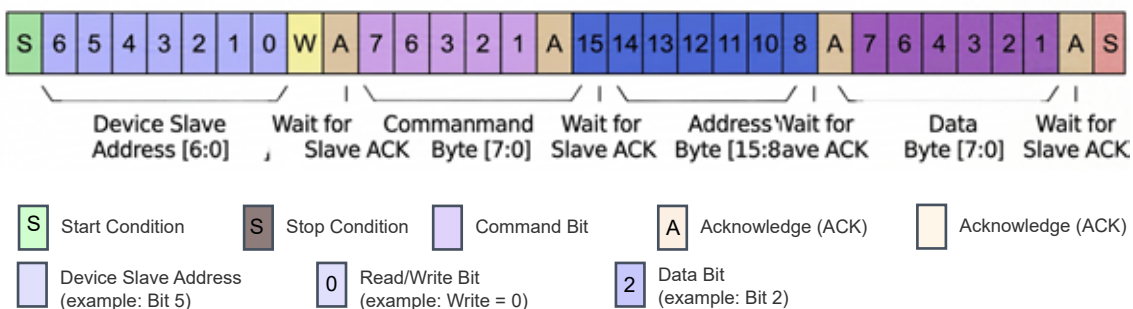 S 6 5 4 3 2 1 0 W A 7 6 3 2 1 A 15 14 13 12 11 10 8 A 7 6 4 3 2 1 A S
Device Slave Wait for Commanmand Wait for Address Wait for Data Wait for
Address [6:0] Slave ACK Byte [7:0] Slave ACK Byte [15:8ave ACK Byte [7:0] Slave ACK
S Start Condition S Stop Condition Command Bit A Acknowledge (ACK) Acknowledge (ACK)
Device Slave Address 0 Read/Write Bit 2 Data Bit
(example: Bit 5) (example: Write = 0) (example: Bit 2)